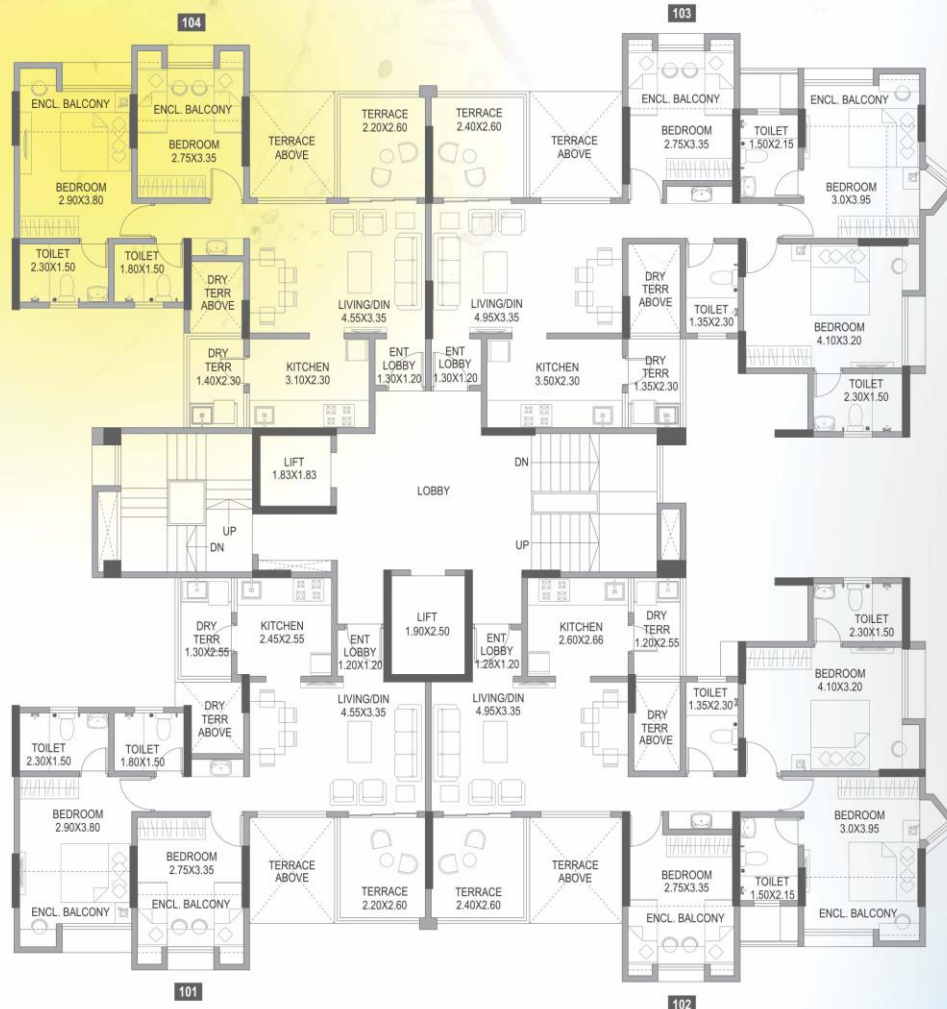 104
ENCL. BALCONY
BEDROOM
2.90X3.80
ENCL. BALCONY
BEDROOM
2.75X3.35
TERRACE
ABOVE
TERRACE
2.20X2.60
TOILET
2.30X1.50
TOILET
1.80X1.50
DRY
TERR
ABOVE
LIVING/DIN
4.55X3.35
DRY
TERR
1.40X2.30
KITCHEN
3.10X2.30
ENT
LOBBY
1.30X1.20
103
TERRACE
2.40X2.60
TERRACE
ABOVE
ENCL. BALCONY
BEDROOM
2.75X3.35
TOILET
1.50X2.15
ENCL. BALCONY
BEDROOM
3.0X3.95
LIVING/DIN
4.95X3.35
DRY
TERR
ABOVE
TOILET
1.35X2.30
BEDROOM
4.10X3.20
ENT
LOBBY
1.30X1.20
KITCHEN
3.50X2.30
DRY
TERR
1.35X2.30
TOILET
2.30X1.50
LIFT
1.83X1.83
LOBBY
DN
UP
UP
DN
LIFT
1.90X2.50
DRY
TERR
1.30X2.55
KITCHEN
2.45X2.55
ENT
LOBBY
1.20X1.20
DRY
TERR
ABOVE
LIVING/DIN
4.55X3.35
TOILET
2.30X1.50
TOILET
1.80X1.50
BEDROOM
2.90X3.80
ENCL. BALCONY
BEDROOM
2.75X3.35
ENCL. BALCONY
TERRACE
ABOVE
TERRACE
2.20X2.60
101
ENT
LOBBY
1.28X1.20
KITCHEN
2.60X2.66
DRY
TERR
1.20X2.55
TOILET
2.30X1.50
LIVING/DIN
4.95X3.35
DRY
TERR
ABOVE
TOILET
1.35X2.30
BEDROOM
4.10X3.20
TERRACE
2.40X2.60
TERRACE
ABOVE
BEDROOM
2.75X3.35
ENCL. BALCONY
TOILET
1.50X2.15
BEDROOM
3.0X3.95
ENCL. BALCONY
102